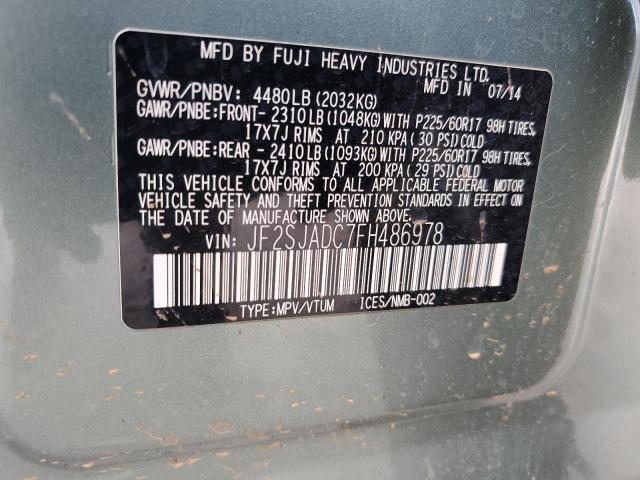 MFD BY FUJI HEAVY INDUSTRIES LTD.
MFD IN 07/14
GVWR/PNBV: 4480LB (2032KG)
GAWR/PNBE:FRONT- 2310LB (1048KG) WITH P225/60R17 98H TIRES,
17X7J RIMS AT 210 KPA ( 30 PSI) COLD
GAWR/PNBE:REAR - 2410LB (1093KG) WITH P225/60R17 98H TIRES,
17X7J RIMS AT 200 KPA ( 29 PSI) COLD
THIS VEHICLE CONFORMS TO ALL APPLICABLE FEDERAL MOTOR
VEHICLE SAFETY AND THEFT PREVENTION STANDARDS IN EFFECT
ON THE DATE OF MANUFACTURE SHOWN ABOVE.
VIN: JF2SJADC7FH486978
TYPE:MPV/VTUM ICES/NMB-002